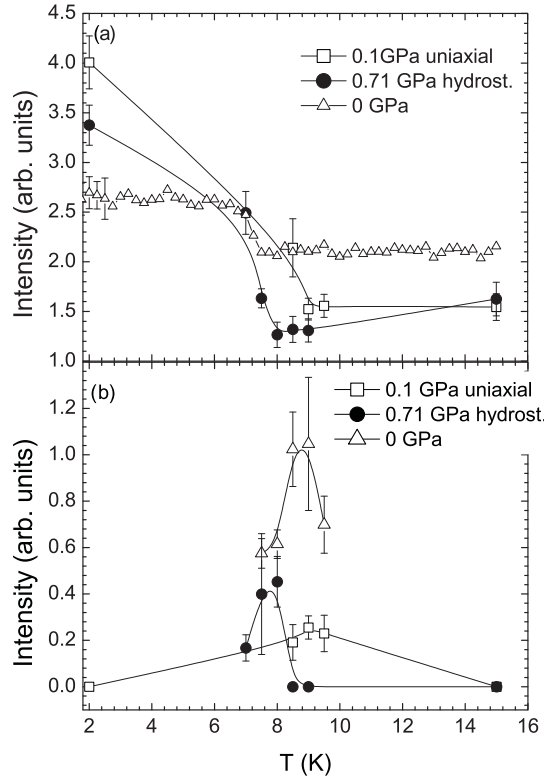 4.5
(a)
0.1GPa uniaxial
4.0
0.71 GPa hydrost.
0 GPa
3.5
3.0
2.5
2.0
1.5
1.0
Intensity (arb. units)
(b)
0.1 GPa uniaxial
1.2
0.71 GPa hydrost.
0 GPa
1.0
0.8
0.6
0.4
0.2
0.0
Intensity (arb. units)
2 4 6 8 10 12 14 16
T (K)